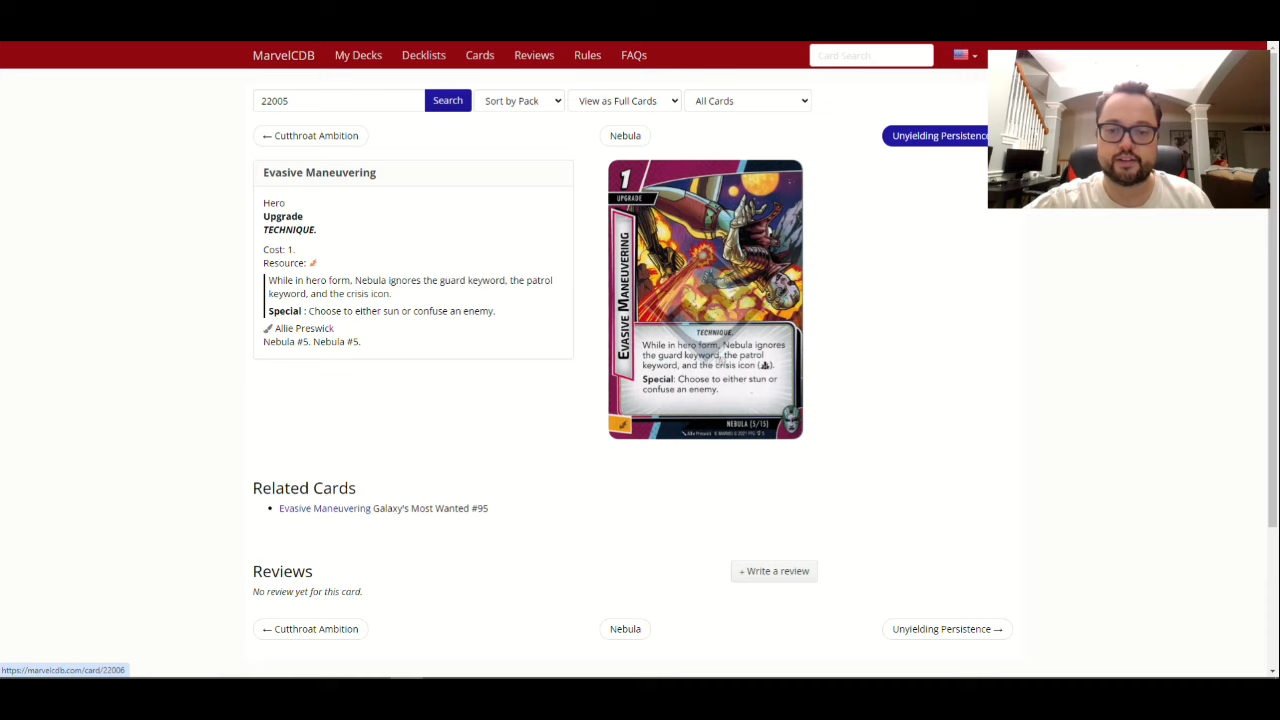 MarvelCDB My Decks Decklists Cards Reviews Rules FAQs Card Search
22005 Search Sort by Pack View as Full Cards All Cards
← Cutthroat Ambition Nebula Unyielding Persistence
Evasive Maneuvering
Hero
Upgrade
TECHNIQUE.
Cost: 1.
Resource:
While in hero form, Nebula ignores the guard keyword, the patrol
keyword, and the crisis icon.
Special : Choose to either sun or confuse an enemy.
Allie Preswick
Nebula #5. Nebula #5.
1
UPGRADE
EVASIVE MANEUVERING
TECHNIQUE.
While in hero form, Nebula ignores
the guard keyword, the patrol
keyword, and the crisis icon ( ).
Special: Choose to either stun or
confuse an enemy.
NEBULA (5/15)
Related Cards
• Evasive Maneuvering Galaxy's Most Wanted #95
Reviews
+ Write a review
No review yet for this card.
← Cutthroat Ambition Nebula Unyielding Persistence →
https://marvelcdb.com/card/22006